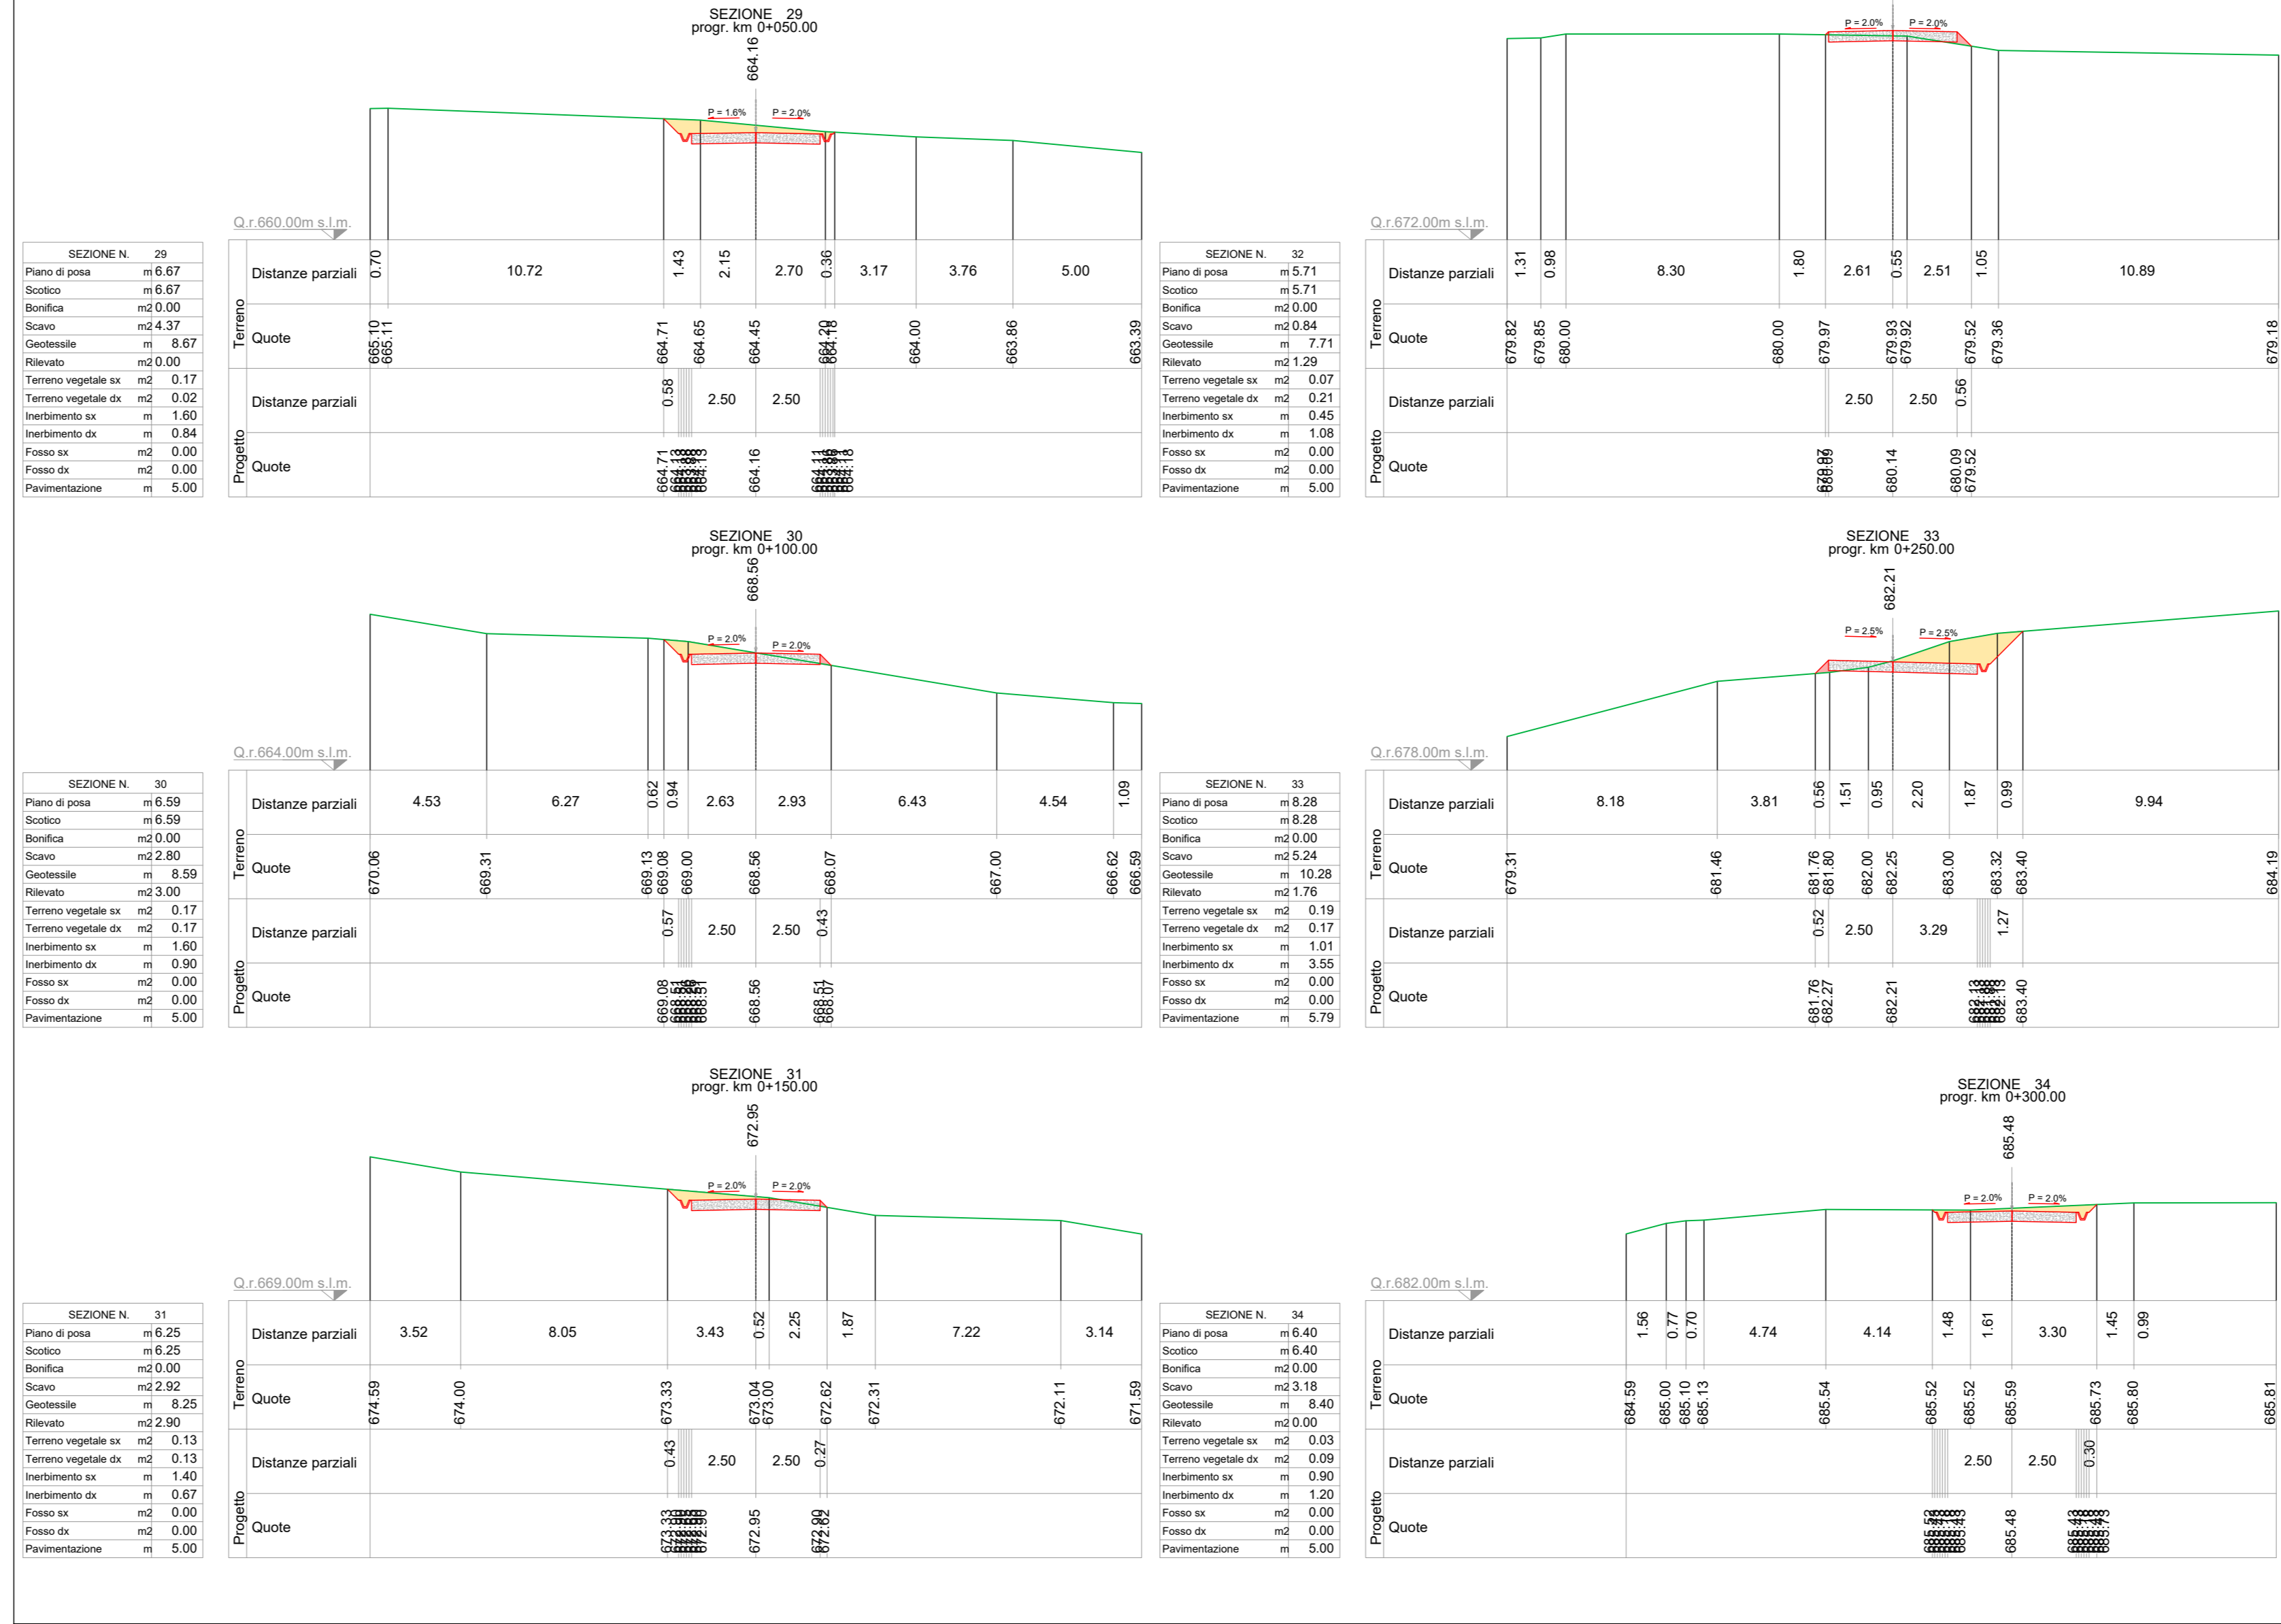 SEZIONE 29
progr. km 0+050.00
664.16
P = 1.6% P = 2.0%
Q.r.660.00m s.l.m.
SEZIONE N. 29
Piano di posa m 6.67
Scotico m 6.67
Bonifica m2 0.00
Scavo m2 4.37
Geotessile m 8.67
Rilevato m2 0.00
Terreno vegetale sx m2 0.17
Terreno vegetale dx m2 0.02
Inerbimento sx m 1.60
Inerbimento dx m 0.84
Fosso sx m2 0.00
Fosso dx m2 0.00
Pavimentazione m 5.00
Terreno
Distanze parziali 0.70 10.72 1.43 2.15 2.70 0.36 3.17 3.76 5.00
Quote 665.10 665.11 664.71 664.65 664.45 664.20 664.18 664.00 663.86 663.39
Progetto
Distanze parziali 0.58 2.50 2.50
Quote 664.71 664.13 664.13 664.16 664.11 664.18
SEZIONE 30
progr. km 0+100.00
668.56
P = 2.0% P = 2.0%
Q.r.664.00m s.l.m.
SEZIONE N. 30
Piano di posa m 6.59
Scotico m 6.59
Bonifica m2 0.00
Scavo m2 2.80
Geotessile m 8.59
Rilevato m2 3.00
Terreno vegetale sx m2 0.17
Terreno vegetale dx m2 0.17
Inerbimento sx m 1.60
Inerbimento dx m 0.90
Fosso sx m2 0.00
Fosso dx m2 0.00
Pavimentazione m 5.00
Terreno
Distanze parziali 4.53 6.27 0.62 0.94 2.63 2.93 6.43 4.54 1.09
Quote 670.06 669.31 669.13 669.08 669.00 668.56 668.07 667.00 666.62 666.59
Progetto
Distanze parziali 0.57 2.50 2.50 0.43
Quote 669.08 668.51 668.51 668.56 668.51 668.07
SEZIONE 31
progr. km 0+150.00
672.95
P = 2.0% P = 2.0%
Q.r.669.00m s.l.m.
SEZIONE N. 31
Piano di posa m 6.25
Scotico m 6.25
Bonifica m2 0.00
Scavo m2 2.92
Geotessile m 8.25
Rilevato m2 2.90
Terreno vegetale sx m2 0.13
Terreno vegetale dx m2 0.13
Inerbimento sx m 1.40
Inerbimento dx m 0.67
Fosso sx m2 0.00
Fosso dx m2 0.00
Pavimentazione m 5.00
Terreno
Distanze parziali 3.52 8.05 3.43 0.52 2.25 1.87 7.22 3.14
Quote 674.59 674.00 673.33 673.04 673.00 672.62 672.31 672.11 671.59
Progetto
Distanze parziali 0.43 2.50 2.50 0.27
Quote 673.33 672.90 672.95 672.90 672.62
P = 2.0% P = 2.0%
Q.r.672.00m s.l.m.
SEZIONE N. 32
Piano di posa m 5.71
Scotico m 5.71
Bonifica m2 0.00
Scavo m2 0.84
Geotessile m 7.71
Rilevato m2 1.29
Terreno vegetale sx m2 0.07
Terreno vegetale dx m2 0.21
Inerbimento sx m 0.45
Inerbimento dx m 1.08
Fosso sx m2 0.00
Fosso dx m2 0.00
Pavimentazione m 5.00
Terreno
Distanze parziali 1.31 0.98 8.30 1.80 2.61 0.55 2.51 1.05 10.89
Quote 679.82 679.85 680.00 680.00 679.97 679.93 679.92 679.52 679.36 679.18
Progetto
Distanze parziali 2.50 2.50 0.56
Quote 679.97 680.09 680.14 680.09 679.52
SEZIONE 33
progr. km 0+250.00
682.21
P = 2.5% P = 2.5%
Q.r.678.00m s.l.m.
SEZIONE N. 33
Piano di posa m 8.28
Scotico m 8.28
Bonifica m2 0.00
Scavo m2 5.24
Geotessile m 10.28
Rilevato m2 1.76
Terreno vegetale sx m2 0.19
Terreno vegetale dx m2 0.17
Inerbimento sx m 1.01
Inerbimento dx m 3.55
Fosso sx m2 0.00
Fosso dx m2 0.00
Pavimentazione m 5.79
Terreno
Distanze parziali 8.18 3.81 0.56 1.51 0.95 2.20 1.87 0.99 9.94
Quote 679.31 681.46 681.76 681.80 682.00 682.25 683.00 683.32 683.40 684.19
Progetto
Distanze parziali 0.52 2.50 3.29 1.27
Quote 681.76 682.27 682.21 682.13 682.13 683.40
SEZIONE 34
progr. km 0+300.00
685.48
P = 2.0% P = 2.0%
Q.r.682.00m s.l.m.
SEZIONE N. 34
Piano di posa m 6.40
Scotico m 6.40
Bonifica m2 0.00
Scavo m2 3.18
Geotessile m 8.40
Rilevato m2 0.00
Terreno vegetale sx m2 0.03
Terreno vegetale dx m2 0.09
Inerbimento sx m 0.90
Inerbimento dx m 1.20
Fosso sx m2 0.00
Fosso dx m2 0.00
Pavimentazione m 5.00
Terreno
Distanze parziali 1.56 0.77 0.70 4.74 4.14 1.48 1.61 3.30 1.45 0.99
Quote 684.59 685.00 685.10 685.13 685.54 685.52 685.52 685.59 685.73 685.80 685.81
Progetto
Distanze parziali 2.50 2.50 0.30
Quote 685.52 685.43 685.48 685.43 685.73